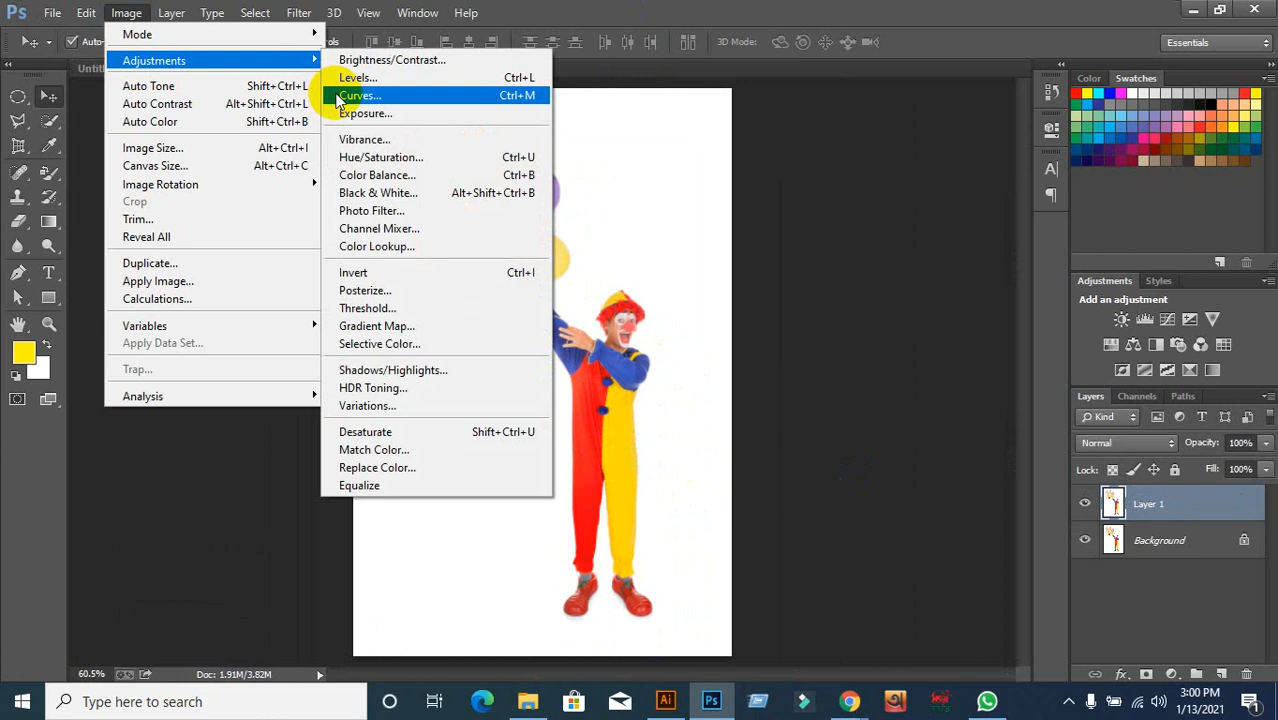 Ps File Edit Image Layer Type Select Filter 3D View Window Help
Auto-
3D Mode:
Essentials
Mode
Adjustments
Auto Tone Shift+Ctrl+L
Auto Contrast Alt+Shift+Ctrl+L
Auto Color Shift+Ctrl+B
Image Size... Alt+Ctrl+I
Canvas Size... Alt+Ctrl+C
Image Rotation
Crop
Trim...
Reveal All
Duplicate...
Apply Image...
Calculations...
Variables
Apply Data Set...
Trap...
Analysis
Brightness/Contrast...
Levels... Ctrl+L
Curves... Ctrl+M
Exposure...
Vibrance...
Hue/Saturation... Ctrl+U
Color Balance... Ctrl+B
Black & White... Alt+Shift+Ctrl+B
Photo Filter...
Channel Mixer...
Color Lookup...
Invert Ctrl+I
Posterize...
Threshold...
Gradient Map...
Selective Color...
Shadows/Highlights...
HDR Toning...
Variations...
Desaturate Shift+Ctrl+U
Match Color...
Replace Color...
Equalize
Color Swatches
Adjustments Styles
Add an adjustment
Layers Channels Paths
Kind
Normal Opacity: 100%
Lock: Fill: 100%
Layer 1
Background
60.5% Doc: 1.91M/3.82M
Type here to search
Ai Ps
3:00 PM
1/13/2021